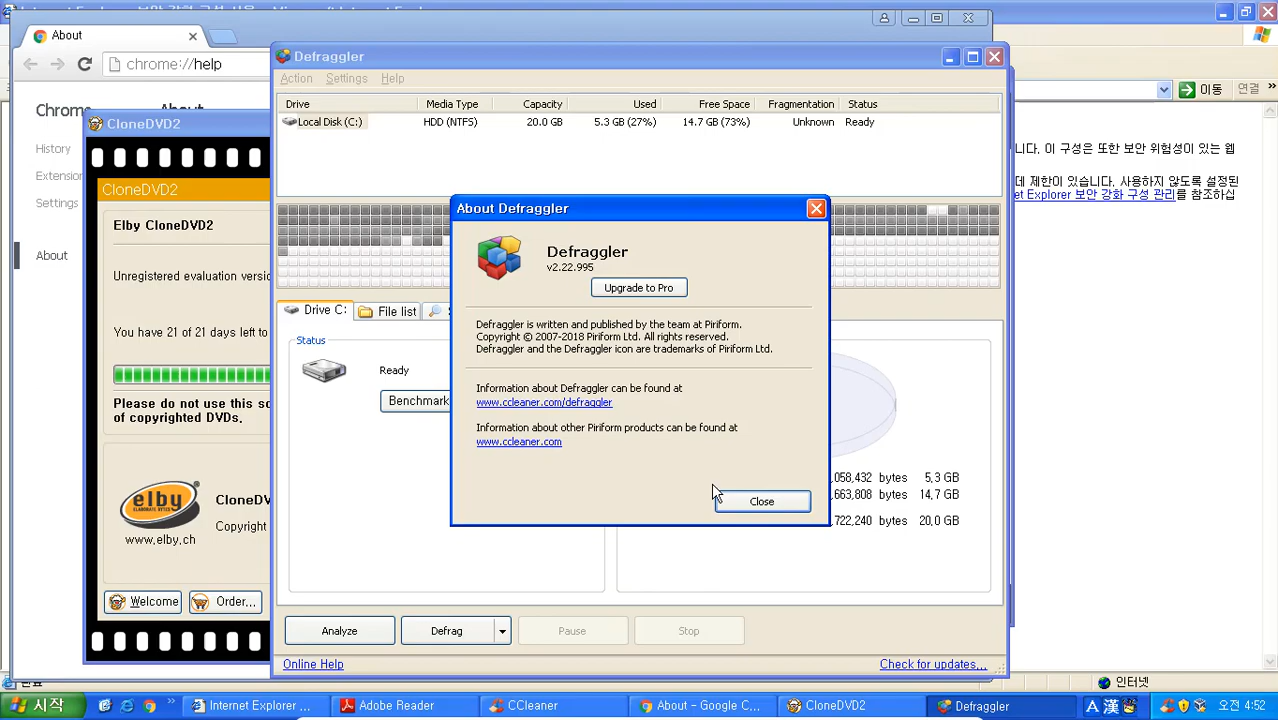 About
chrome://help
Chrome
About
History
Extension
Settings
About
CloneDVD2
CloneDVD2
Elby CloneDVD2
Unregistered evaluation versio
You have 21 of 21 days left to
Please do not use this so
of copyrighted DVDs.
elby
ELABORATE BYTES
www.elby.ch
CloneDV
Copyright
Welcome
Order...
Defraggler
Action Settings Help
Drive Media Type Capacity Used Free Space Fragmentation Status
Local Disk (C:) HDD (NTFS) 20.0 GB 5.3 GB (27%) 14.7 GB (73%) Unknown Ready
Drive C: File list
Status
Ready
Benchmark
058,432 bytes 5,3 GB
663,808 bytes 14,7 GB
722,240 bytes 20,0 GB
Analyze Defrag Pause Stop
Online Help Check for updates...
About Defraggler
Defraggler
v2.22.995
Upgrade to Pro
Defraggler is written and published by the team at Piriform.
Copyright © 2007-2018 Piriform Ltd. All rights reserved.
Defraggler and the Defraggler icon are trademarks of Piriform Ltd.
Information about Defraggler can be found at
www.ccleaner.com/defraggler
Information about other Piriform products can be found at
www.ccleaner.com
Close
이동 연결
니다. 이 구성은 또한 보안 위험성이 있는 웹
데 제한이 있습니다. 사용하지 않도록 설정된
et Explorer 보안 강화 구성 관리를 참조하십
인터넷
시작 Internet Explorer ... Adobe Reader CCleaner About - Google C... CloneDVD2 Defraggler A 漢 오전 4:52